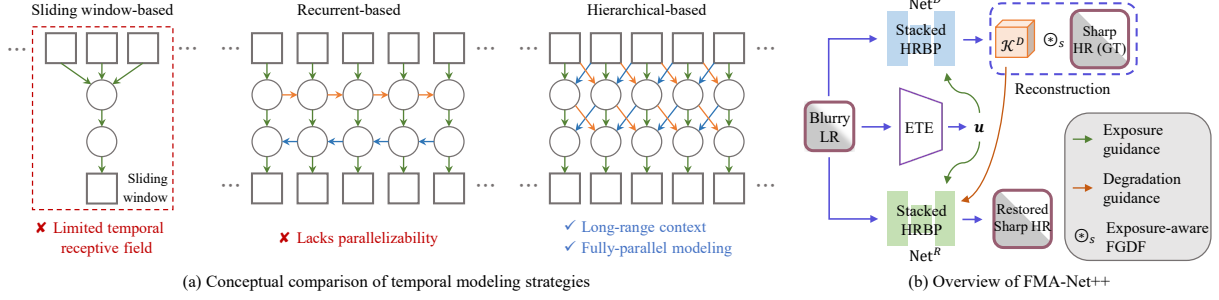 Sliding window-based
Recurrent-based
Hierarchical-based
...
...
...
...
...
Sliding
window
...
...
...
...
✘ Limited temporal
receptive field
✘ Lacks parallelizability
✓ Long-range context
✓ Fully-parallel modeling
(a) Conceptual comparison of temporal modeling strategies
Net^D
Stacked
HRBP
𝒦^D
⊛_s
Sharp
HR (GT)
Reconstruction
Blurry
LR
ETE
u
Stacked
HRBP
Net^R
Restored
Sharp HR
Exposure
guidance
Degradation
guidance
⊛_s Exposure-aware
FGDF
(b) Overview of FMA-Net++